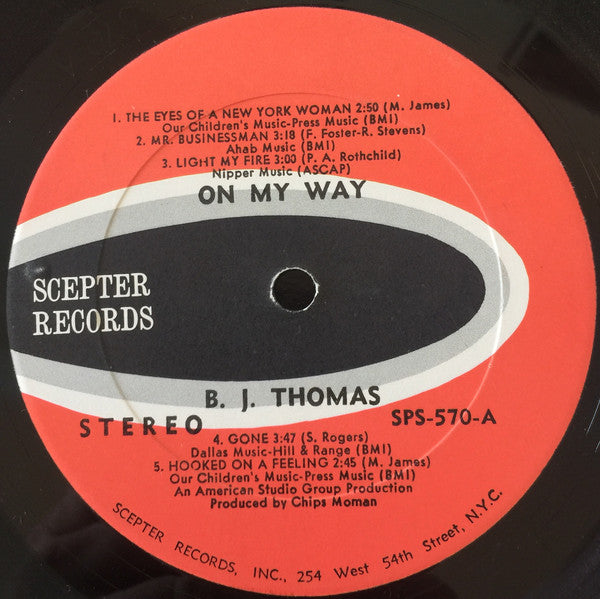 1. THE EYES OF A NEW YORK WOMAN 2:50 (M. James)
Our Children's Music-Press Music (BMI)
2. MR. BUSINESSMAN 3:18 (F. Foster-R. Stevens)
Ahab Music (BMI)
3. LIGHT MY FIRE 3:00 (P. A. Rothchild)
Nipper Music (ASCAP)
ON MY WAY
SCEPTER
RECORDS
B. J. THOMAS
STEREO
SPS-570-A
4. GONE 3:47 (S. Rogers)
Dallas Music-Hill & Range (BMI)
5. HOOKED ON A FEELING 2:45 (M. James)
Our Children's Music-Press Music (BMI)
An American Studio Group Production
Produced by Chips Moman
SCEPTER RECORDS, INC., 254 West 54th Street, N.Y.C.